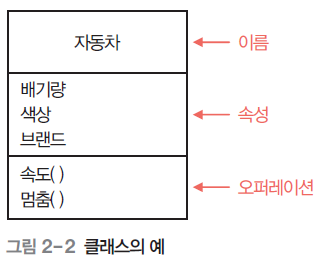 자동차
이름
배기량
색상
브랜드
속성
속도( )
멈춤( )
오퍼레이션
그림 2-2 클래스의 예